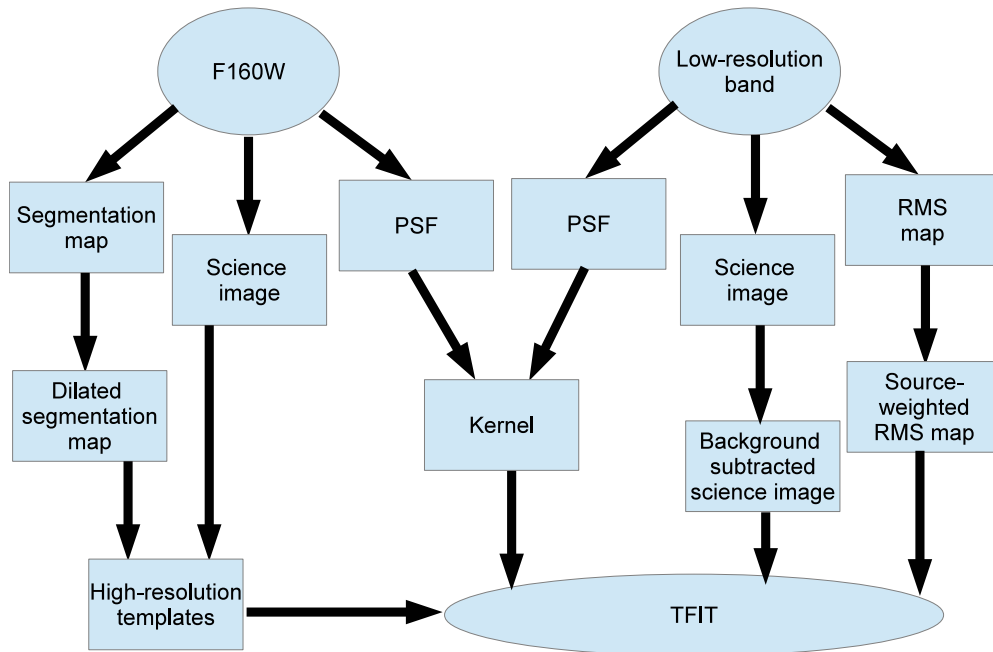 F160W
Low-resolution
band
Segmentation
map
Science
image
PSF
PSF
Science
image
RMS
map
Dilated
segmentation
map
Kernel
Background
subtracted
science image
Source-
weighted
RMS map
High-resolution
templates
TFIT